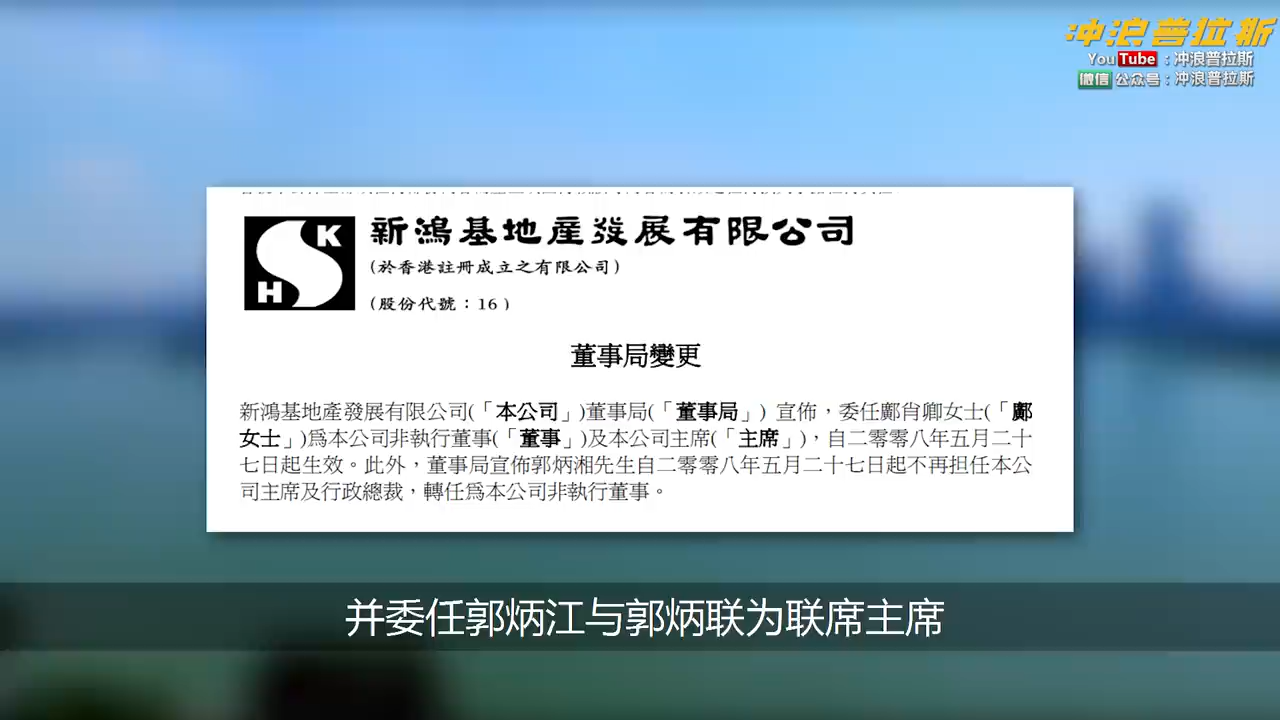 冲浪普拉斯
YouTube：冲浪普拉斯
微信 公众号：冲浪普拉斯
SHK
新鴻基地產發展有限公司
(於香港註冊成立之有限公司)
(股份代號：16)
董事局變更
新鴻基地產發展有限公司(「本公司」)董事局(「董事局」) 宣佈，委任鄺肖卿女士(「鄺
女士」)爲本公司非執行董事(「董事」)及本公司主席(「主席」)，自二零零八年五月二十
七日起生效。此外，董事局宣佈郭炳湘先生自二零零八年五月二十七日起不再担任本公
司主席及行政總裁，轉任爲本公司非執行董事。
并委任郭炳江与郭炳联为联席主席